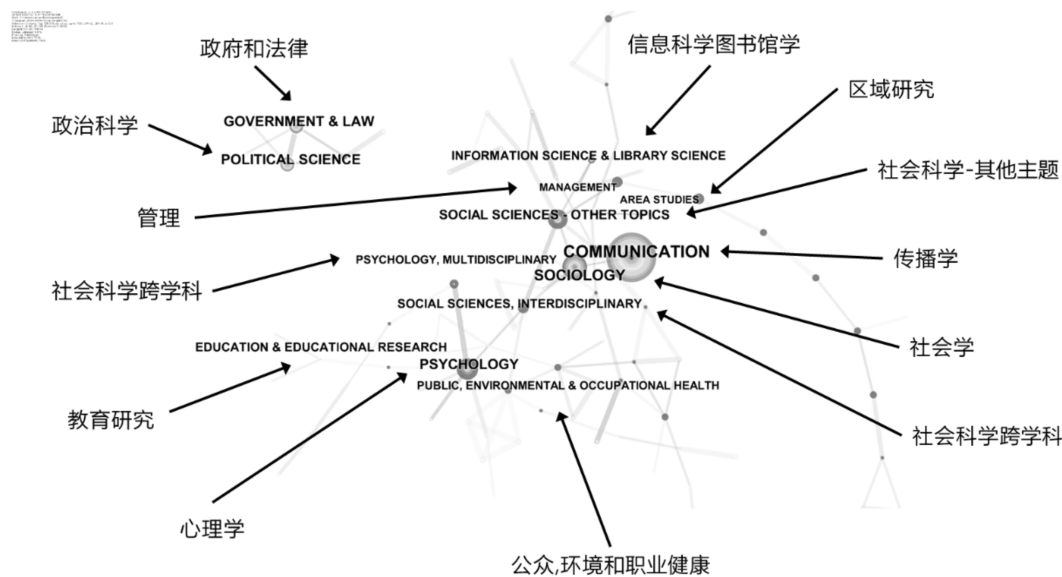 政府和法律
信息科学图书馆学
区域研究
政治科学
GOVERNMENT & LAW
POLITICAL SCIENCE
INFORMATION SCIENCE & LIBRARY SCIENCE
社会科学-其他主题
MANAGEMENT
AREA STUDIES
管理
SOCIAL SCIENCES - OTHER TOPICS
COMMUNICATION
传播学
PSYCHOLOGY, MULTIDISCIPLINARY
SOCIOLOGY
社会科学跨学科
SOCIAL SCIENCES, INTERDISCIPLINARY
EDUCATION & EDUCATIONAL RESEARCH
社会学
PSYCHOLOGY
PUBLIC, ENVIRONMENTAL & OCCUPATIONAL HEALTH
教育研究
社会科学跨学科
心理学
公众,环境和职业健康